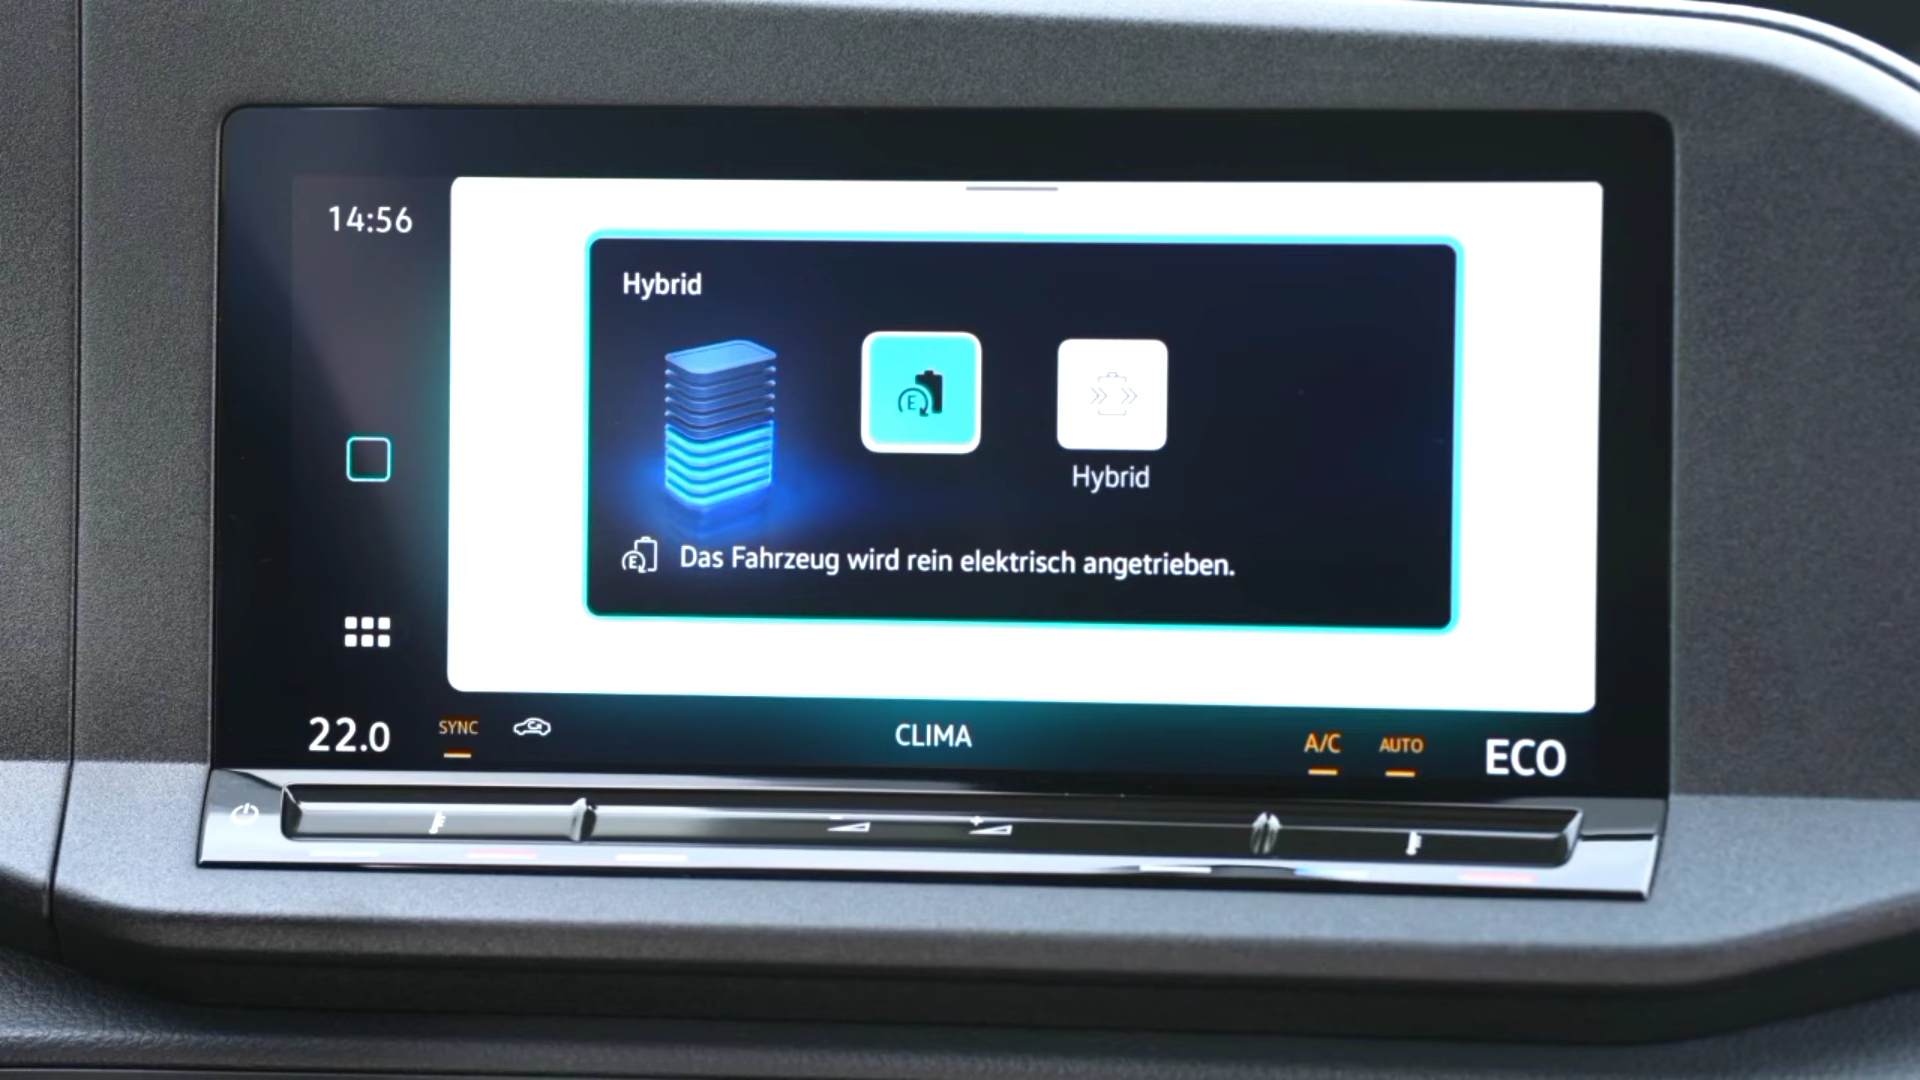 14:56
Hybrid
E
Hybrid
E Das Fahrzeug wird rein elektrisch angetrieben.
22.0 SYNC CLIMA A/C AUTO ECO